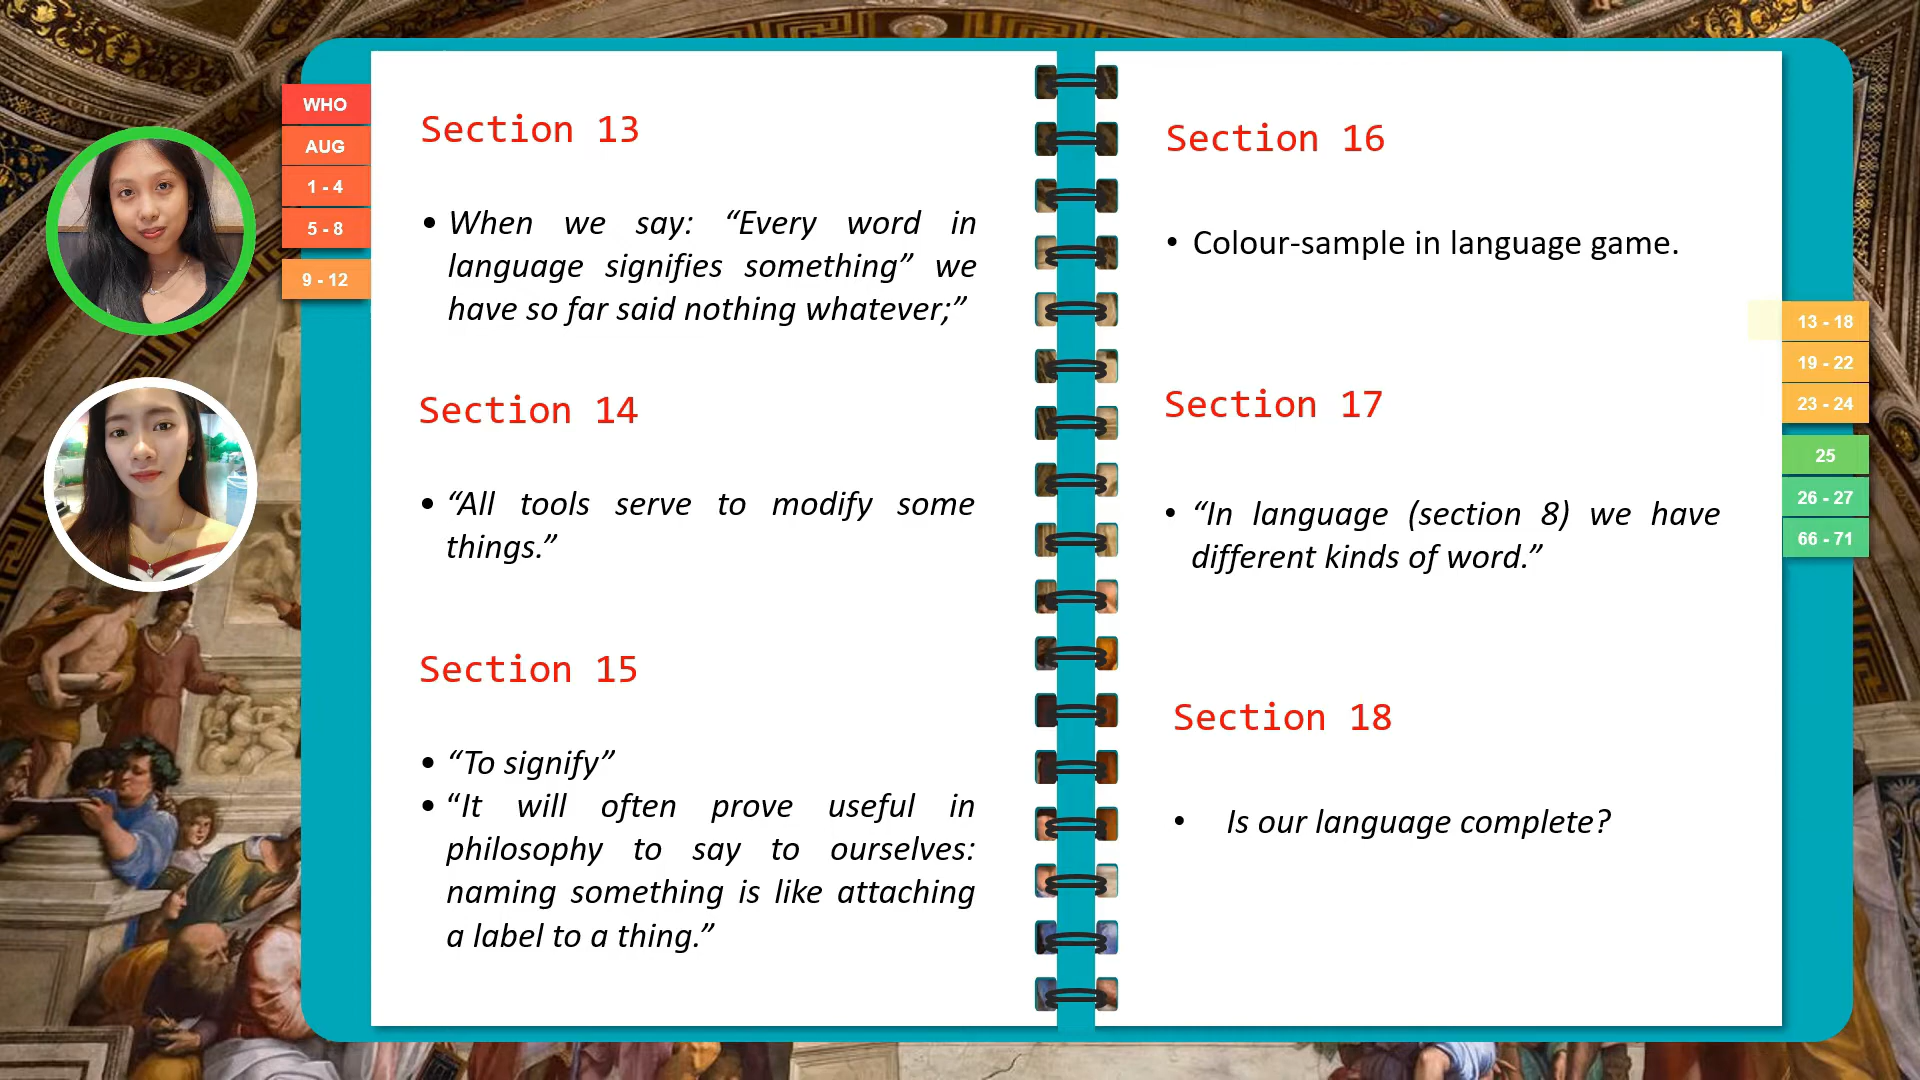 WHO
AUG
1 - 4
5 - 8
9 - 12
Section 13
• When we say: “Every word in
language signifies something” we
have so far said nothing whatever;”
Section 14
• “All tools serve to modify some
things.”
Section 15
• “To signify”
• “It will often prove useful in
philosophy to say to ourselves:
naming something is like attaching
a label to a thing.”
Section 16
• Colour-sample in language game.
Section 17
• “In language (section 8) we have
different kinds of word.”
Section 18
• Is our language complete?
13 - 18
19 - 22
23 - 24
25
26 - 27
66 - 71